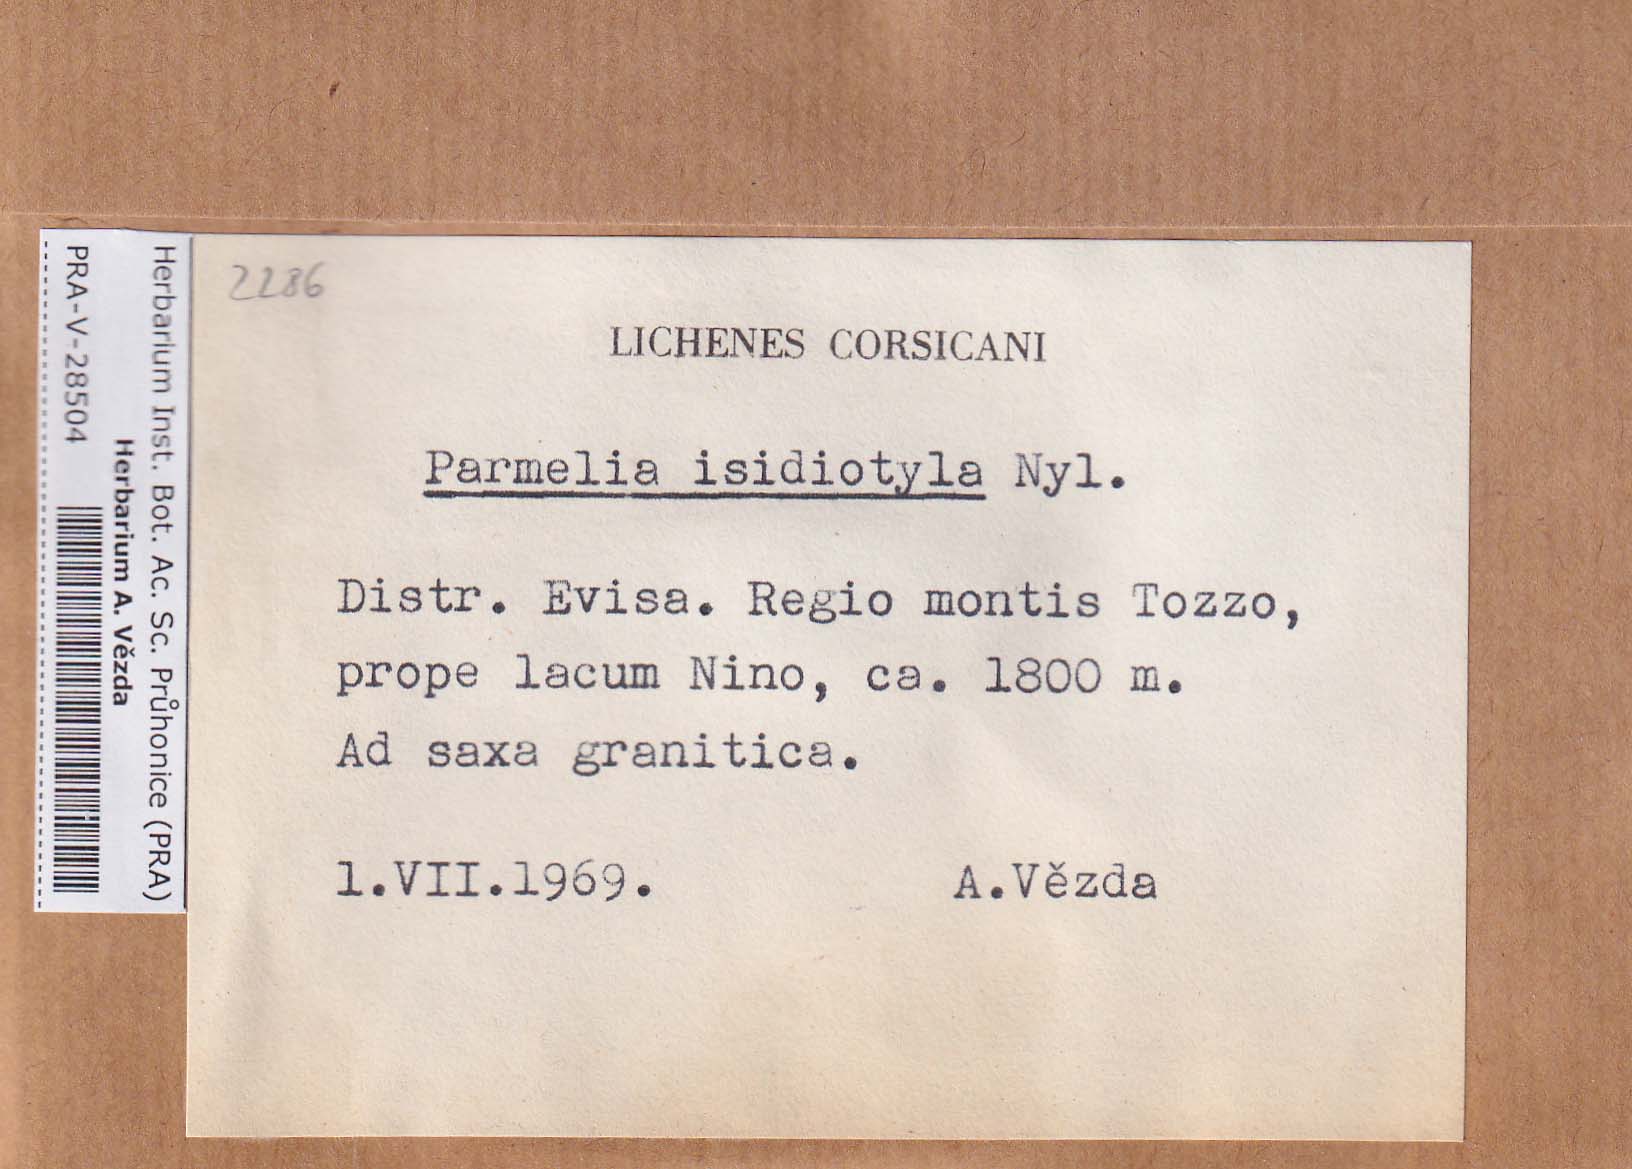 Herbarium Inst. Bot. Ac. Sc. Průhonice (PRA)
Herbarium A. Vězda
PRA-V-28504
2286
LICHENES CORSICANI
Parmelia isidiotyla Nyl.
Distr. Evisa. Regio montis Tozzo,
prope lacum Nino, ca. 1800 m.
Ad saxa granitica.
1.VII.1969. A.Vězda